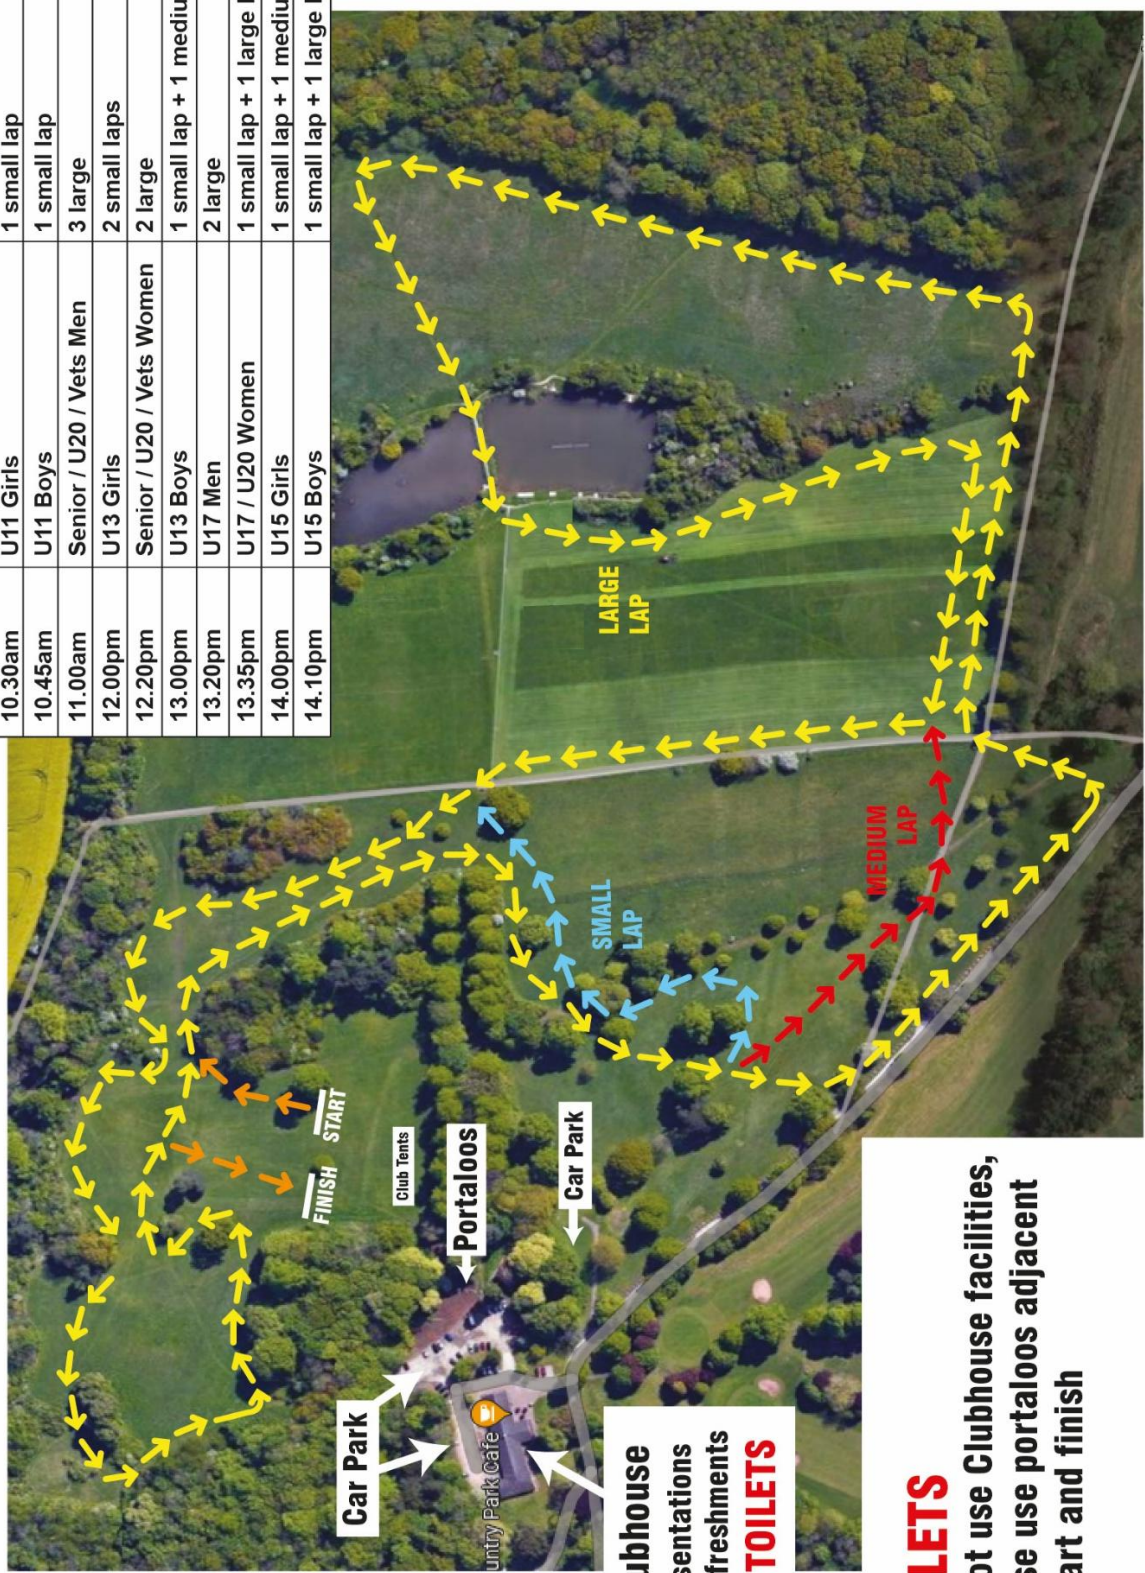 10.30am U11 Girls 1 small lap
10.45am U11 Boys 1 small lap
11.00am Senior / U20 / Vets Men 3 large
12.00pm U13 Girls 2 small laps
12.20pm Senior / U20 / Vets Women 2 large
13.00pm U13 Boys 1 small lap + 1 mediu
13.20pm U17 Men 2 large
13.35pm U17 / U20 Women 1 small lap + 1 large l
14.00pm U15 Girls 1 small lap + 1 mediu
14.10pm U15 Boys 1 small lap + 1 large l
START
FINISH
Club Tents
Portaloos
Car Park
Car Park
untry Park Cafe
LARGE
LAP
SMALL
LAP
MEDIUM
LAP
ubhouse
sentations
freshments
TOILETS
LETS
ot use Clubhouse facilities,
se use portaloos adjacent
art and finish